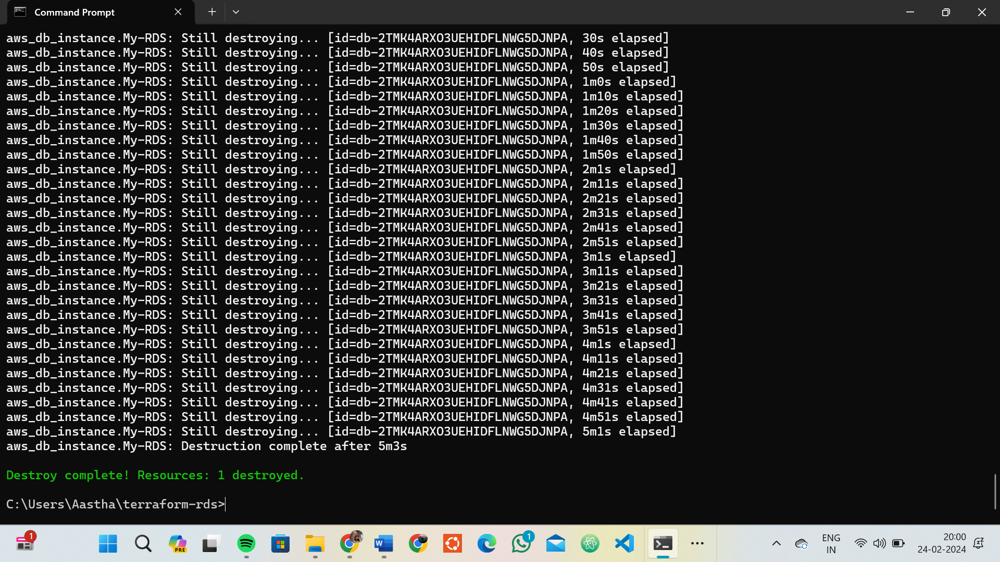 Command Prompt
aws_db_instance.My-RDS: Still destroying... [id=db-2TMK4ARXO3UEHIDFLNWG5DJNPA, 30s elapsed]
aws_db_instance.My-RDS: Still destroying... [id=db-2TMK4ARXO3UEHIDFLNWG5DJNPA, 40s elapsed]
aws_db_instance.My-RDS: Still destroying... [id=db-2TMK4ARXO3UEHIDFLNWG5DJNPA, 50s elapsed]
aws_db_instance.My-RDS: Still destroying... [id=db-2TMK4ARXO3UEHIDFLNWG5DJNPA, 1m0s elapsed]
aws_db_instance.My-RDS: Still destroying... [id=db-2TMK4ARXO3UEHIDFLNWG5DJNPA, 1m10s elapsed]
aws_db_instance.My-RDS: Still destroying... [id=db-2TMK4ARXO3UEHIDFLNWG5DJNPA, 1m20s elapsed]
aws_db_instance.My-RDS: Still destroying... [id=db-2TMK4ARXO3UEHIDFLNWG5DJNPA, 1m30s elapsed]
aws_db_instance.My-RDS: Still destroying... [id=db-2TMK4ARXO3UEHIDFLNWG5DJNPA, 1m40s elapsed]
aws_db_instance.My-RDS: Still destroying... [id=db-2TMK4ARXO3UEHIDFLNWG5DJNPA, 1m50s elapsed]
aws_db_instance.My-RDS: Still destroying... [id=db-2TMK4ARXO3UEHIDFLNWG5DJNPA, 2m1s elapsed]
aws_db_instance.My-RDS: Still destroying... [id=db-2TMK4ARXO3UEHIDFLNWG5DJNPA, 2m11s elapsed]
aws_db_instance.My-RDS: Still destroying... [id=db-2TMK4ARXO3UEHIDFLNWG5DJNPA, 2m21s elapsed]
aws_db_instance.My-RDS: Still destroying... [id=db-2TMK4ARXO3UEHIDFLNWG5DJNPA, 2m31s elapsed]
aws_db_instance.My-RDS: Still destroying... [id=db-2TMK4ARXO3UEHIDFLNWG5DJNPA, 2m41s elapsed]
aws_db_instance.My-RDS: Still destroying... [id=db-2TMK4ARXO3UEHIDFLNWG5DJNPA, 2m51s elapsed]
aws_db_instance.My-RDS: Still destroying... [id=db-2TMK4ARXO3UEHIDFLNWG5DJNPA, 3m1s elapsed]
aws_db_instance.My-RDS: Still destroying... [id=db-2TMK4ARXO3UEHIDFLNWG5DJNPA, 3m11s elapsed]
aws_db_instance.My-RDS: Still destroying... [id=db-2TMK4ARXO3UEHIDFLNWG5DJNPA, 3m21s elapsed]
aws_db_instance.My-RDS: Still destroying... [id=db-2TMK4ARXO3UEHIDFLNWG5DJNPA, 3m31s elapsed]
aws_db_instance.My-RDS: Still destroying... [id=db-2TMK4ARXO3UEHIDFLNWG5DJNPA, 3m41s elapsed]
aws_db_instance.My-RDS: Still destroying... [id=db-2TMK4ARXO3UEHIDFLNWG5DJNPA, 3m51s elapsed]
aws_db_instance.My-RDS: Still destroying... [id=db-2TMK4ARXO3UEHIDFLNWG5DJNPA, 4m1s elapsed]
aws_db_instance.My-RDS: Still destroying... [id=db-2TMK4ARXO3UEHIDFLNWG5DJNPA, 4m11s elapsed]
aws_db_instance.My-RDS: Still destroying... [id=db-2TMK4ARXO3UEHIDFLNWG5DJNPA, 4m21s elapsed]
aws_db_instance.My-RDS: Still destroying... [id=db-2TMK4ARXO3UEHIDFLNWG5DJNPA, 4m31s elapsed]
aws_db_instance.My-RDS: Still destroying... [id=db-2TMK4ARXO3UEHIDFLNWG5DJNPA, 4m41s elapsed]
aws_db_instance.My-RDS: Still destroying... [id=db-2TMK4ARXO3UEHIDFLNWG5DJNPA, 4m51s elapsed]
aws_db_instance.My-RDS: Still destroying... [id=db-2TMK4ARXO3UEHIDFLNWG5DJNPA, 5m1s elapsed]
aws_db_instance.My-RDS: Destruction complete after 5m3s
Destroy complete! Resources: 1 destroyed.
C:\Users\Aastha\terraform-rds>
1
PRE
W
1
ENG
IN
20:00
24-02-2024